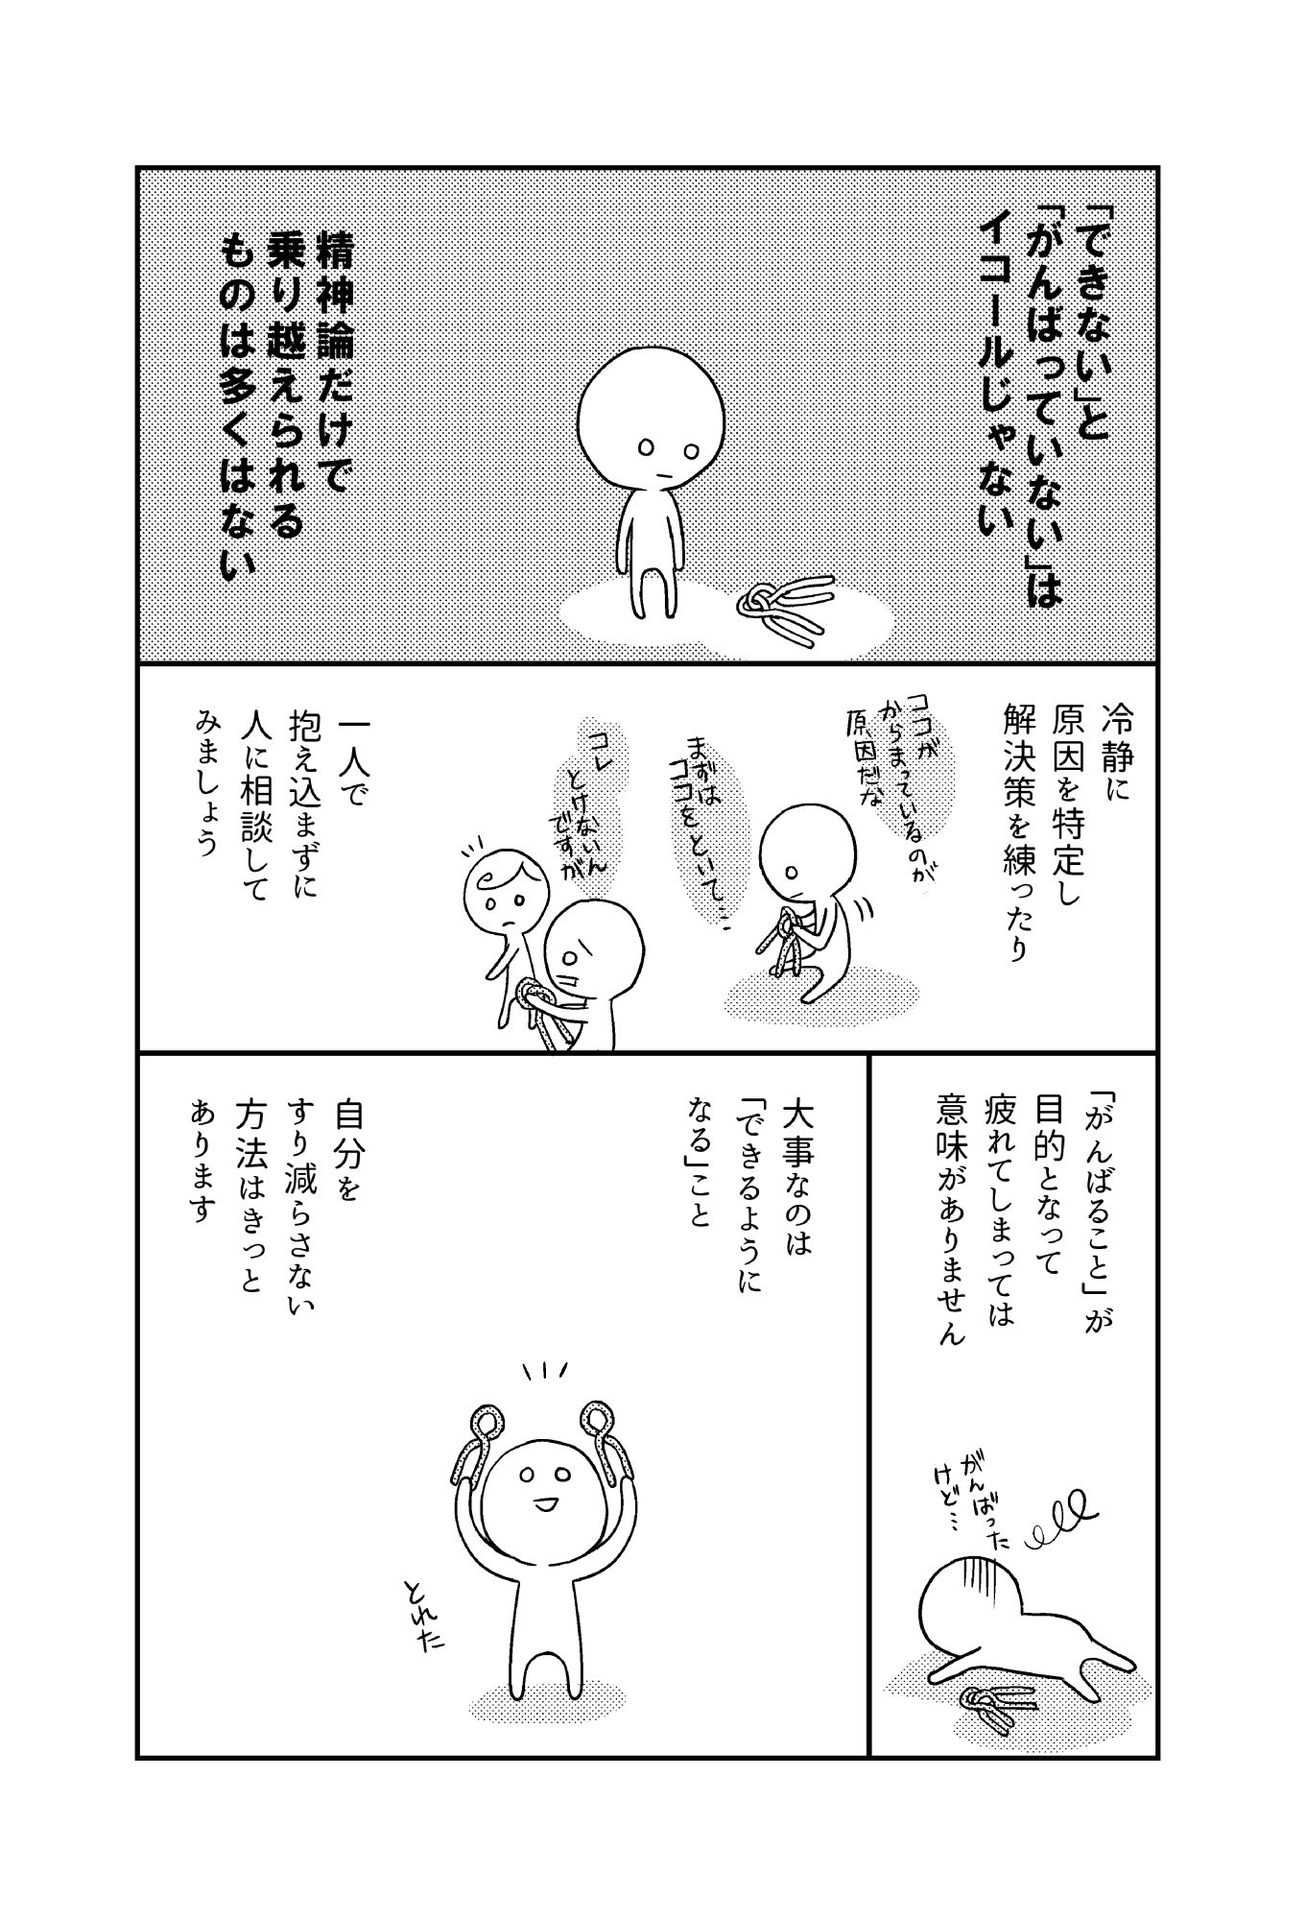 「できない」と
「がんばっていない」は
イコールじゃない
精神論だけで
乗り越えられる
ものは多くはない
冷静に
原因を特定し
解決策を練ったり
ココが
からまっているのが
原因だな
まずは
ココをといて…
コレ
とけないん
ですが
一人で
抱え込まずに
人に相談して
みましょう
「がんばること」が
目的となって
疲れてしまっては
意味がありません
がんばった
けど…
大事なのは
「できるように
なる」こと
自分を
すり減らさない
方法はきっと
あります
とれた